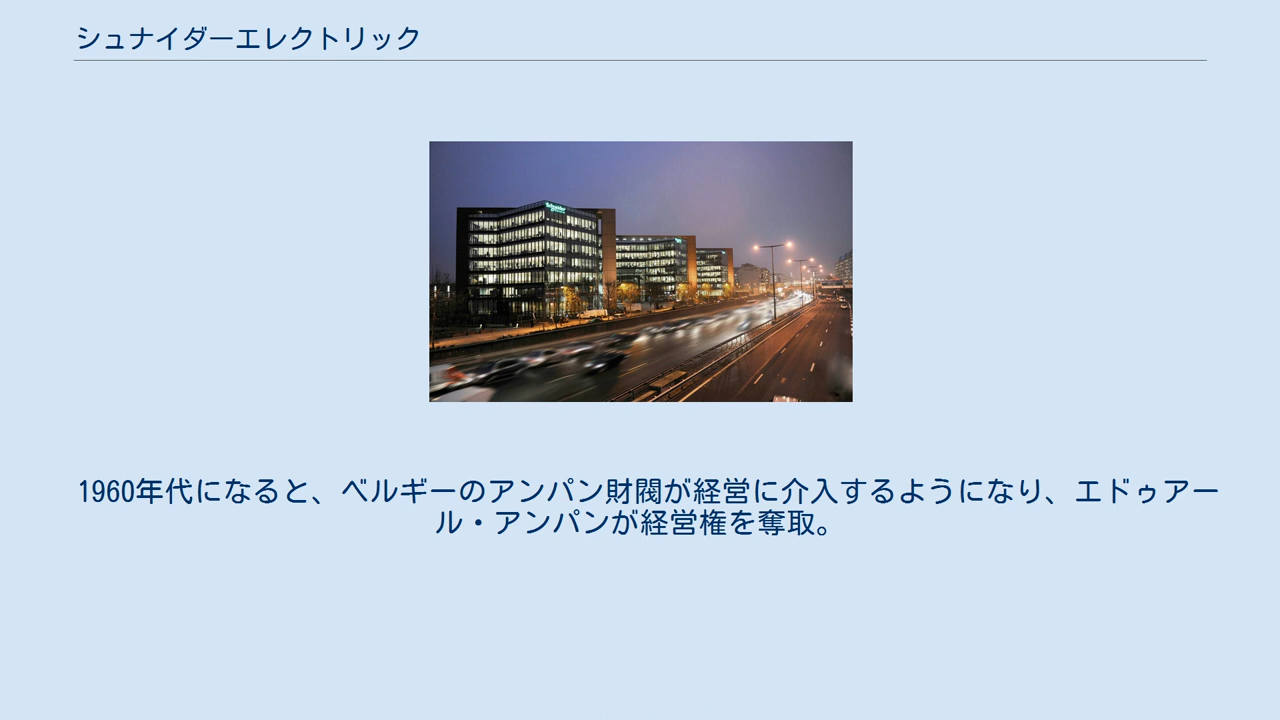 シュナイダーエレクトリック
Schneider
1960年代になると、ベルギーのアンパン財閥が経営に介入するようになり、エドゥアー
ル・アンパンが経営権を奪取。